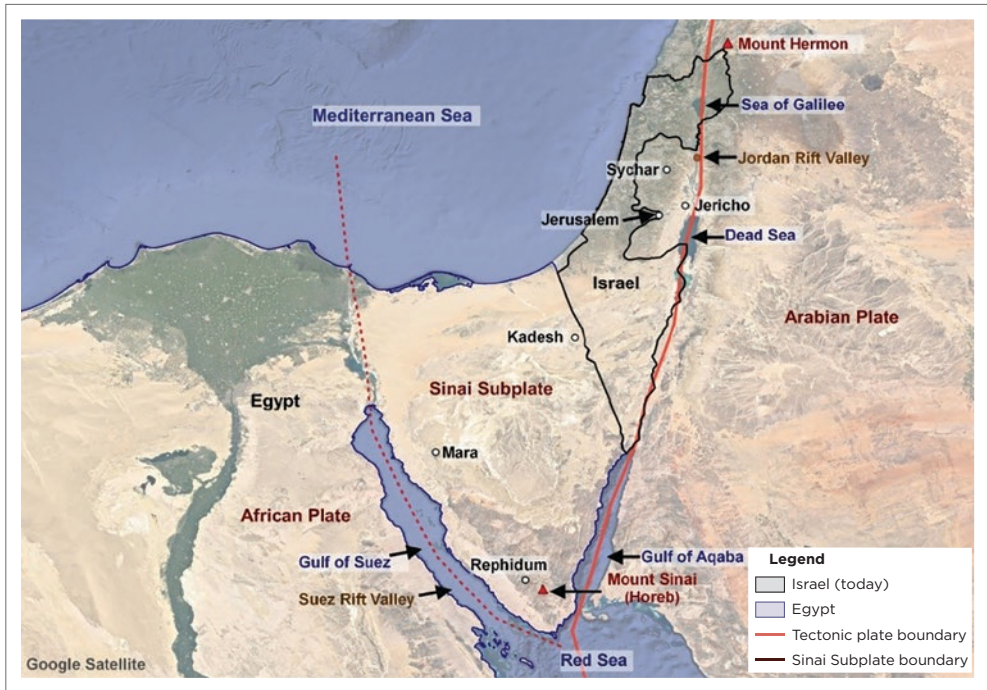 Mount Hermon
Mediterranean Sea
Sea of Galilee
Jordan Rift Valley
Sychar
Jericho
Jerusalem
Dead Sea
Israel
Arabian Plate
Kadesh
Sinai Subplate
Egypt
Mara
African Plate
Gulf of Suez
Gulf of Aqaba
Rephidum
Mount Sinai
(Horeb)
Suez Rift Valley
Red Sea
Google Satellite
Legend
Israel (today)
Egypt
Tectonic plate boundary
Sinai Subplate boundary